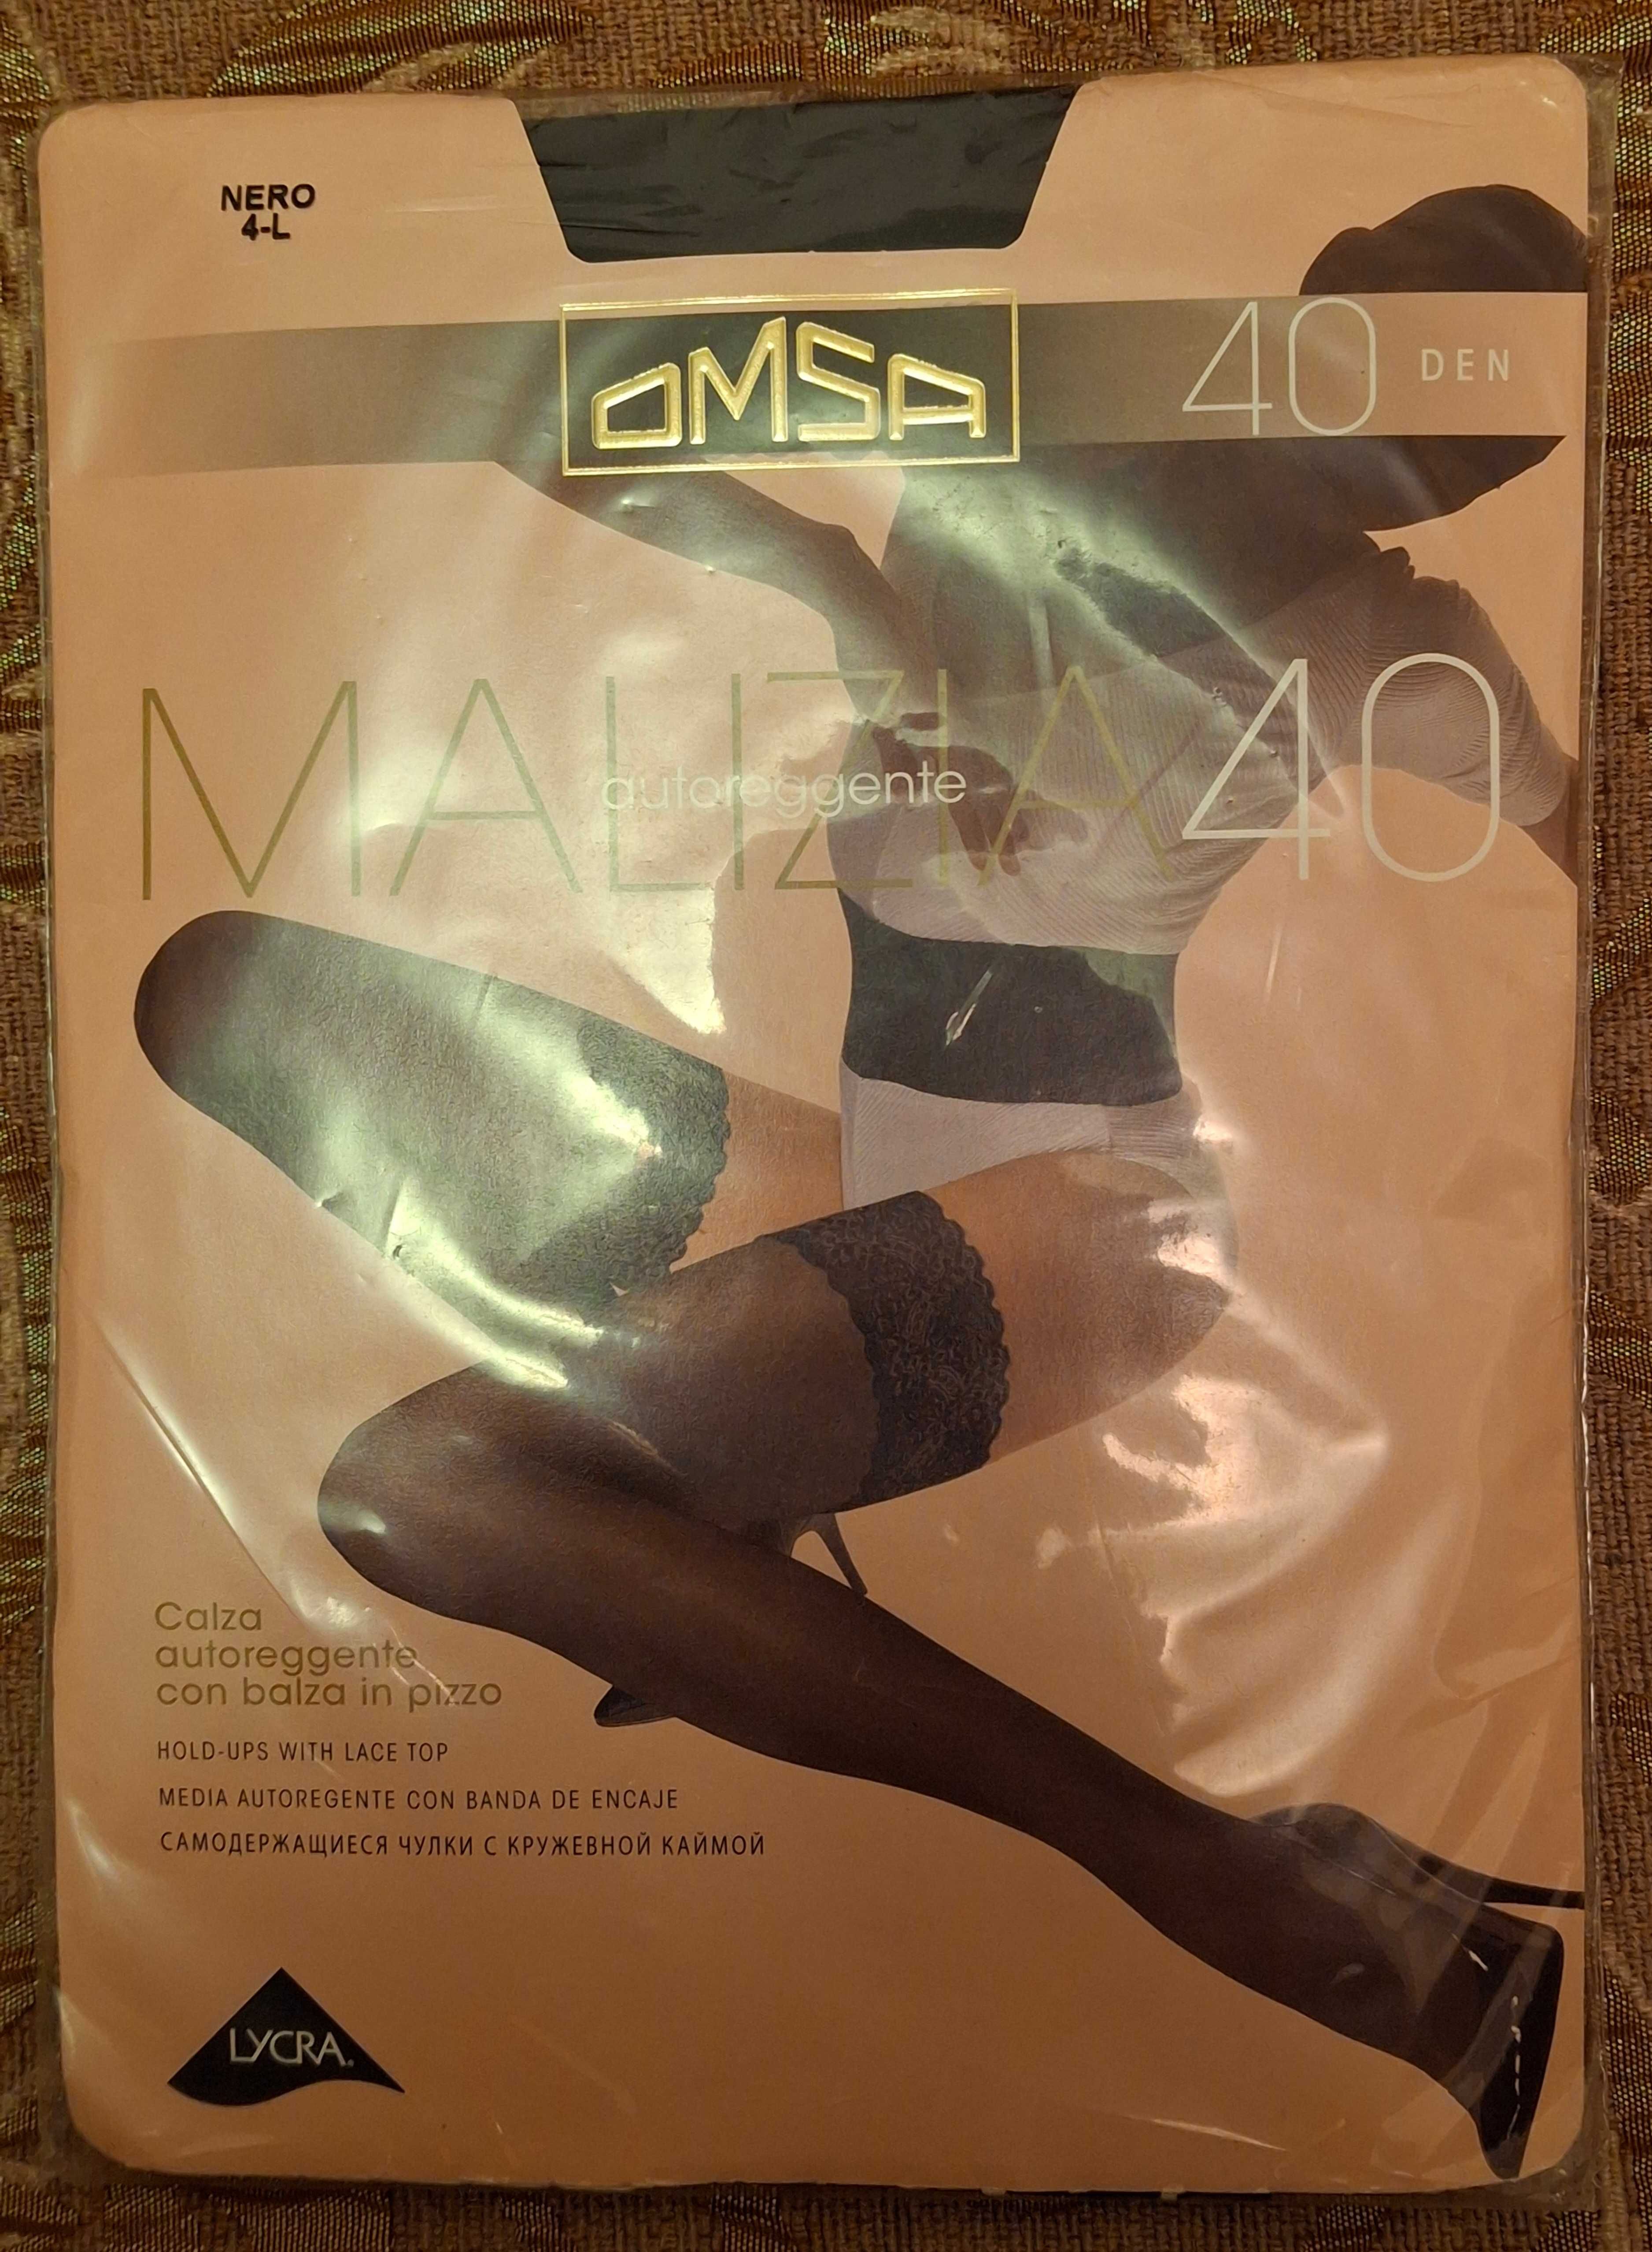 NERO
4-L
OMSA
40 DEN
MALIZIA 40
autoreggente
Calza
autoreggente
con balza in pizzo
HOLD-UPS WITH LACE TOP
MEDIA AUTOREGENTE CON BANDA DE ENCAJE
САМОДЕРЖАЩИЕСЯ ЧУЛКИ С КРУЖЕВНОЙ КАЙМОЙ
LYCRA.